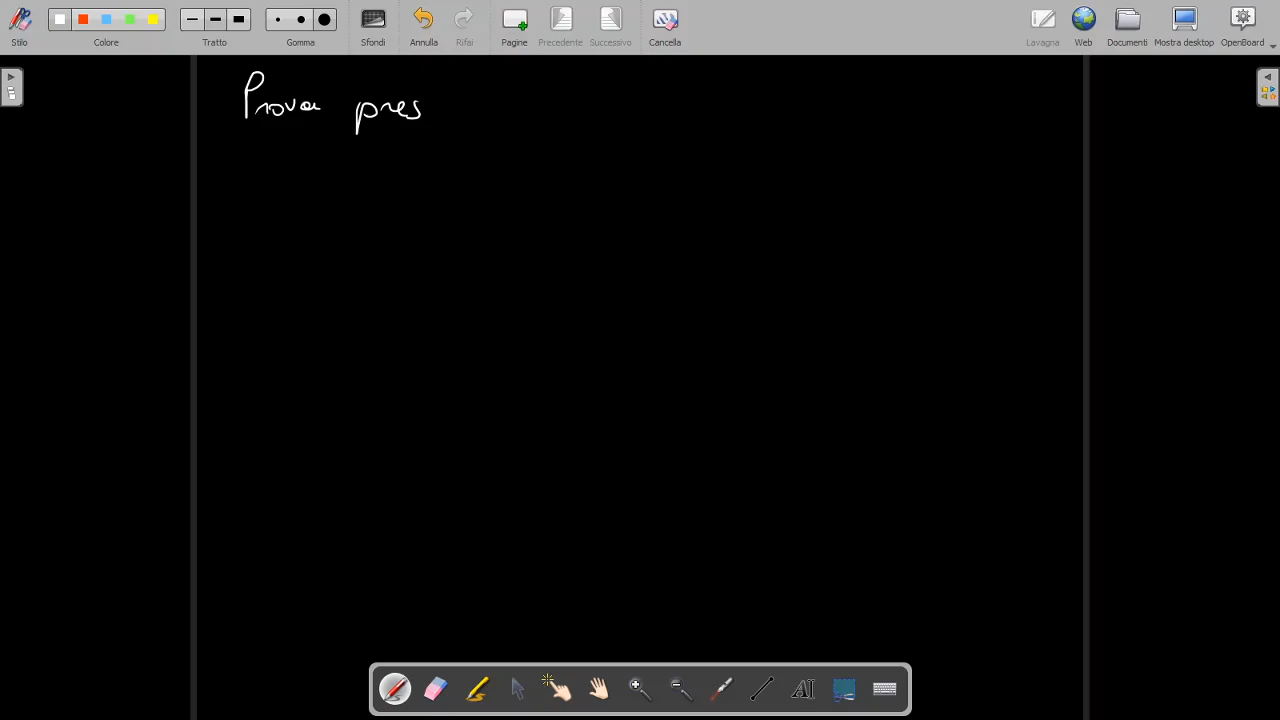 Stilo Colore Tratto Gomma Sfondi Annulla Rifai Pagine Precedente Successivo Cancella Lavagna Web Documenti Mostra desktop OpenBoard
Prova pres
AI